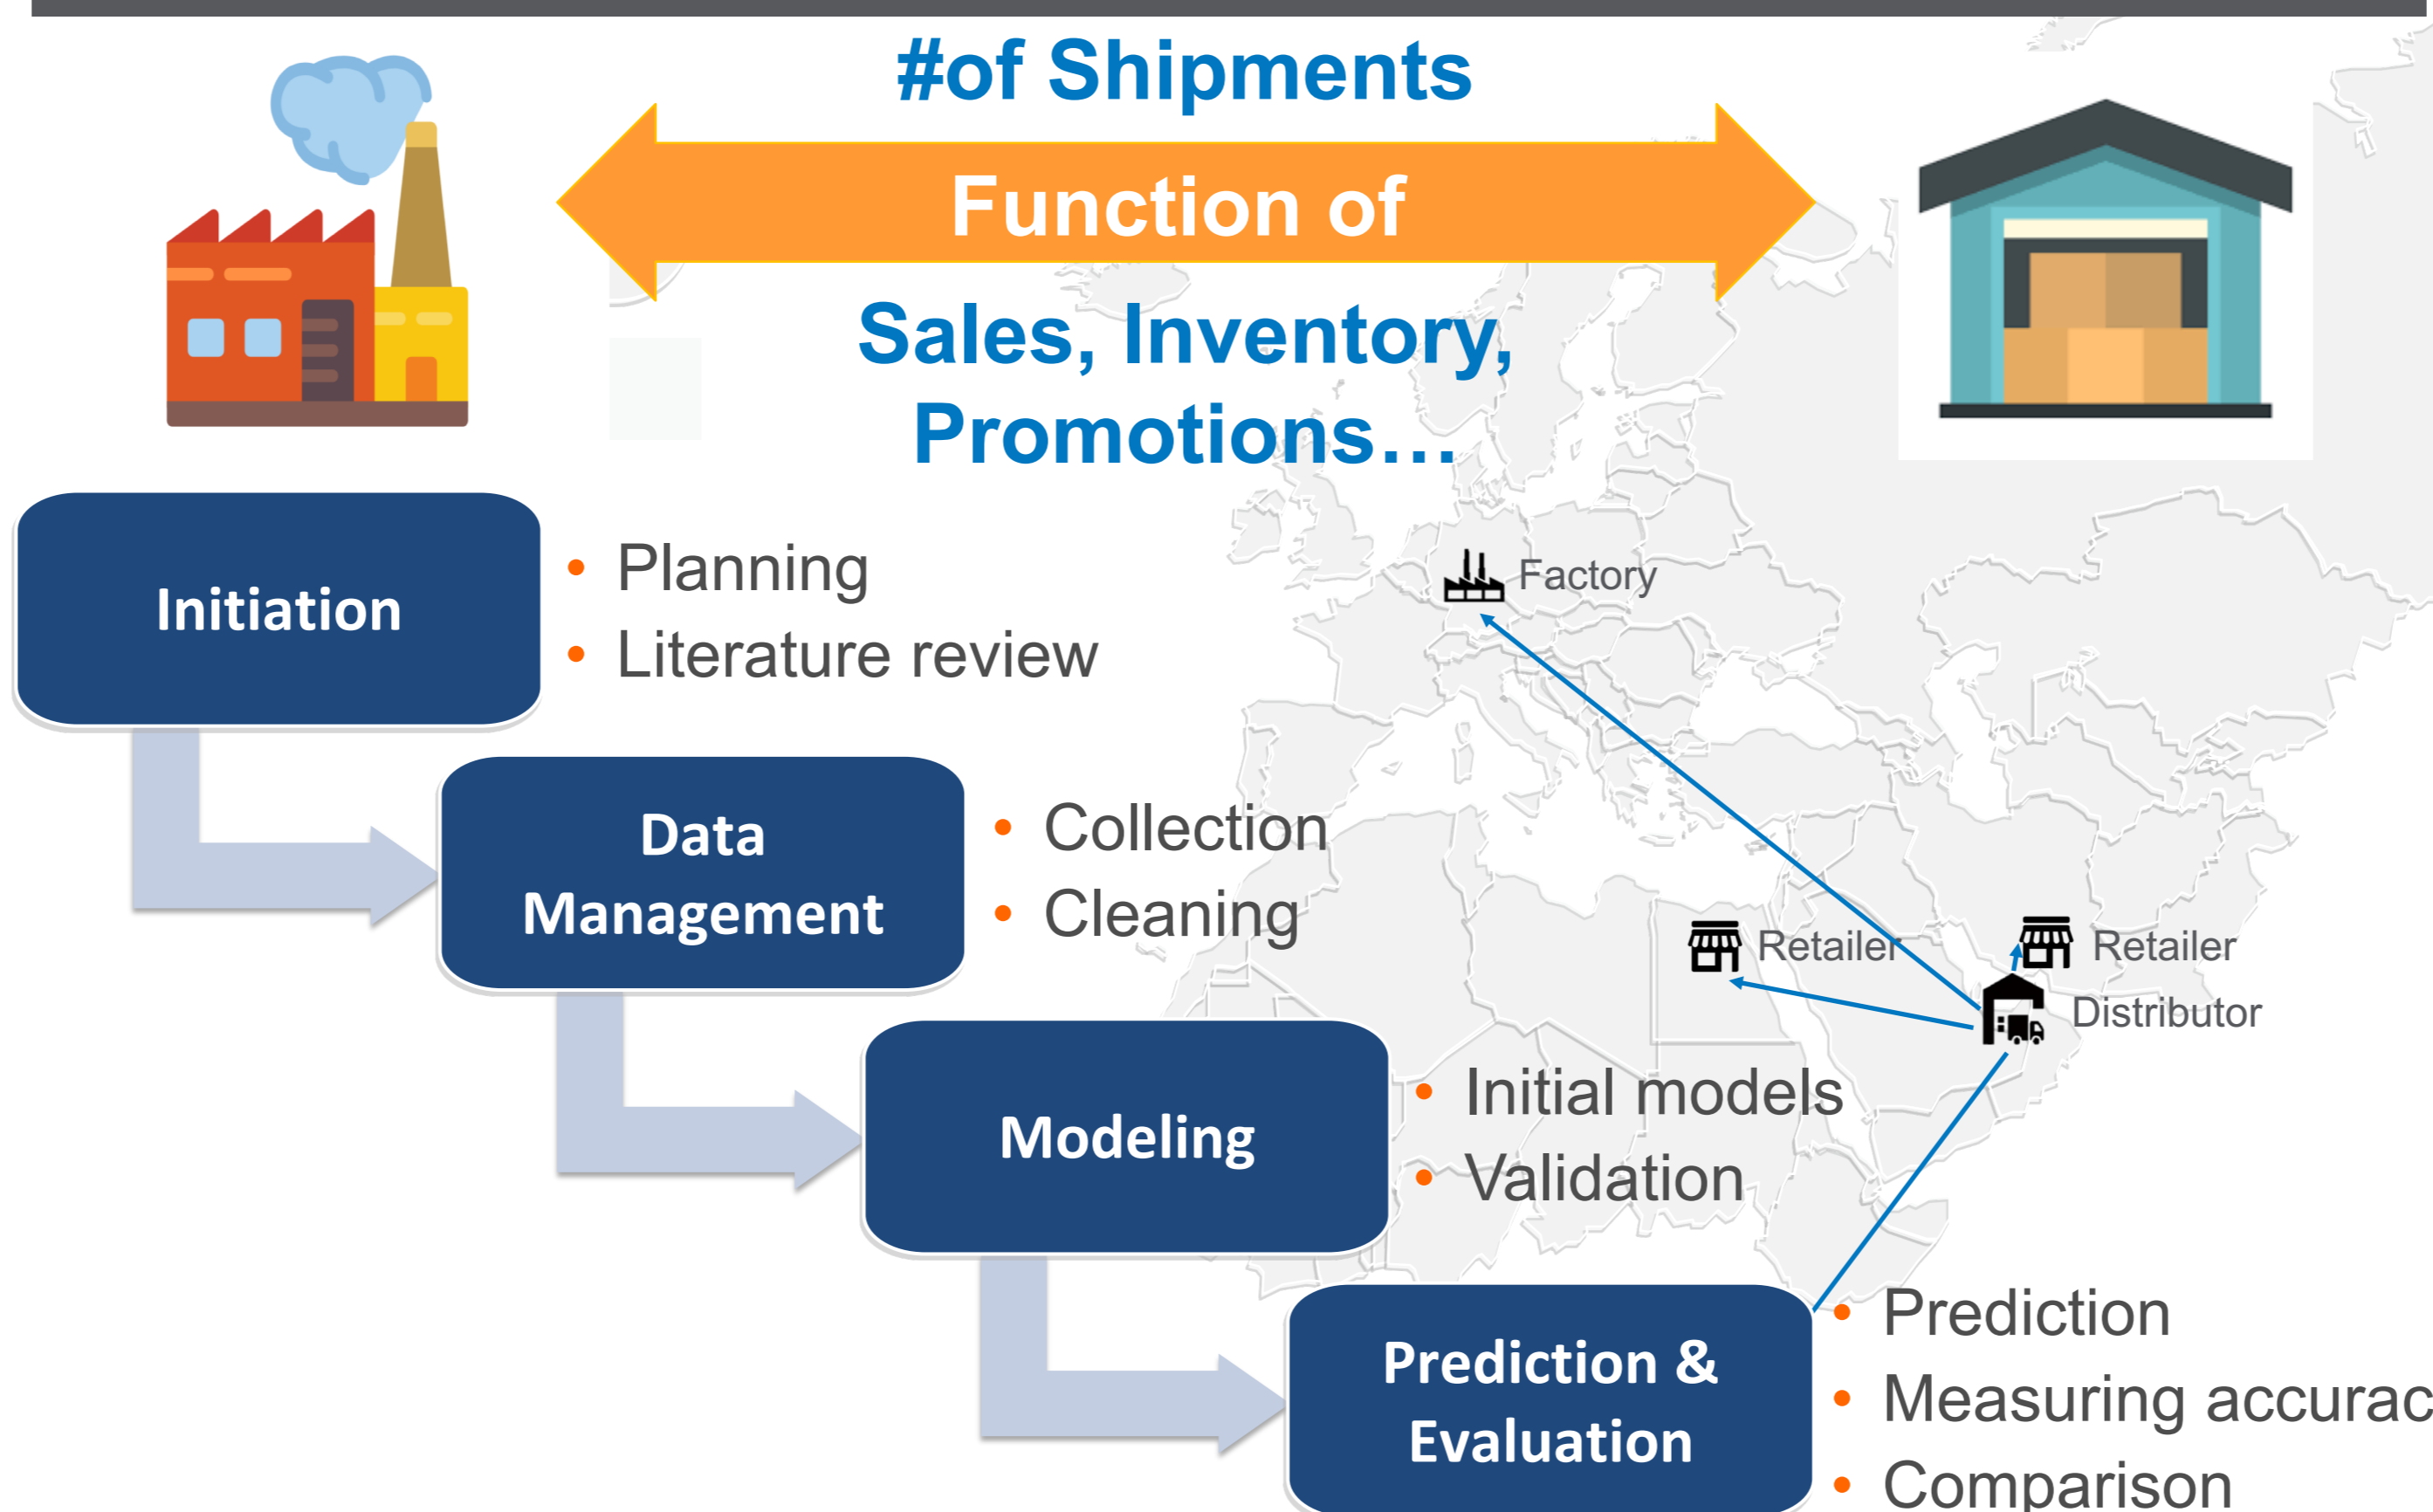 #of Shipments
Function of
Sales, Inventory,
Promotions…
Initiation
• Planning
• Literature review
Factory
Data
Management
• Collection
• Cleaning
Retailer
Retailer
Distributor
Modeling
• Initial models
• Validation
Prediction &
Evaluation
• Prediction
• Measuring accurac
• Comparison